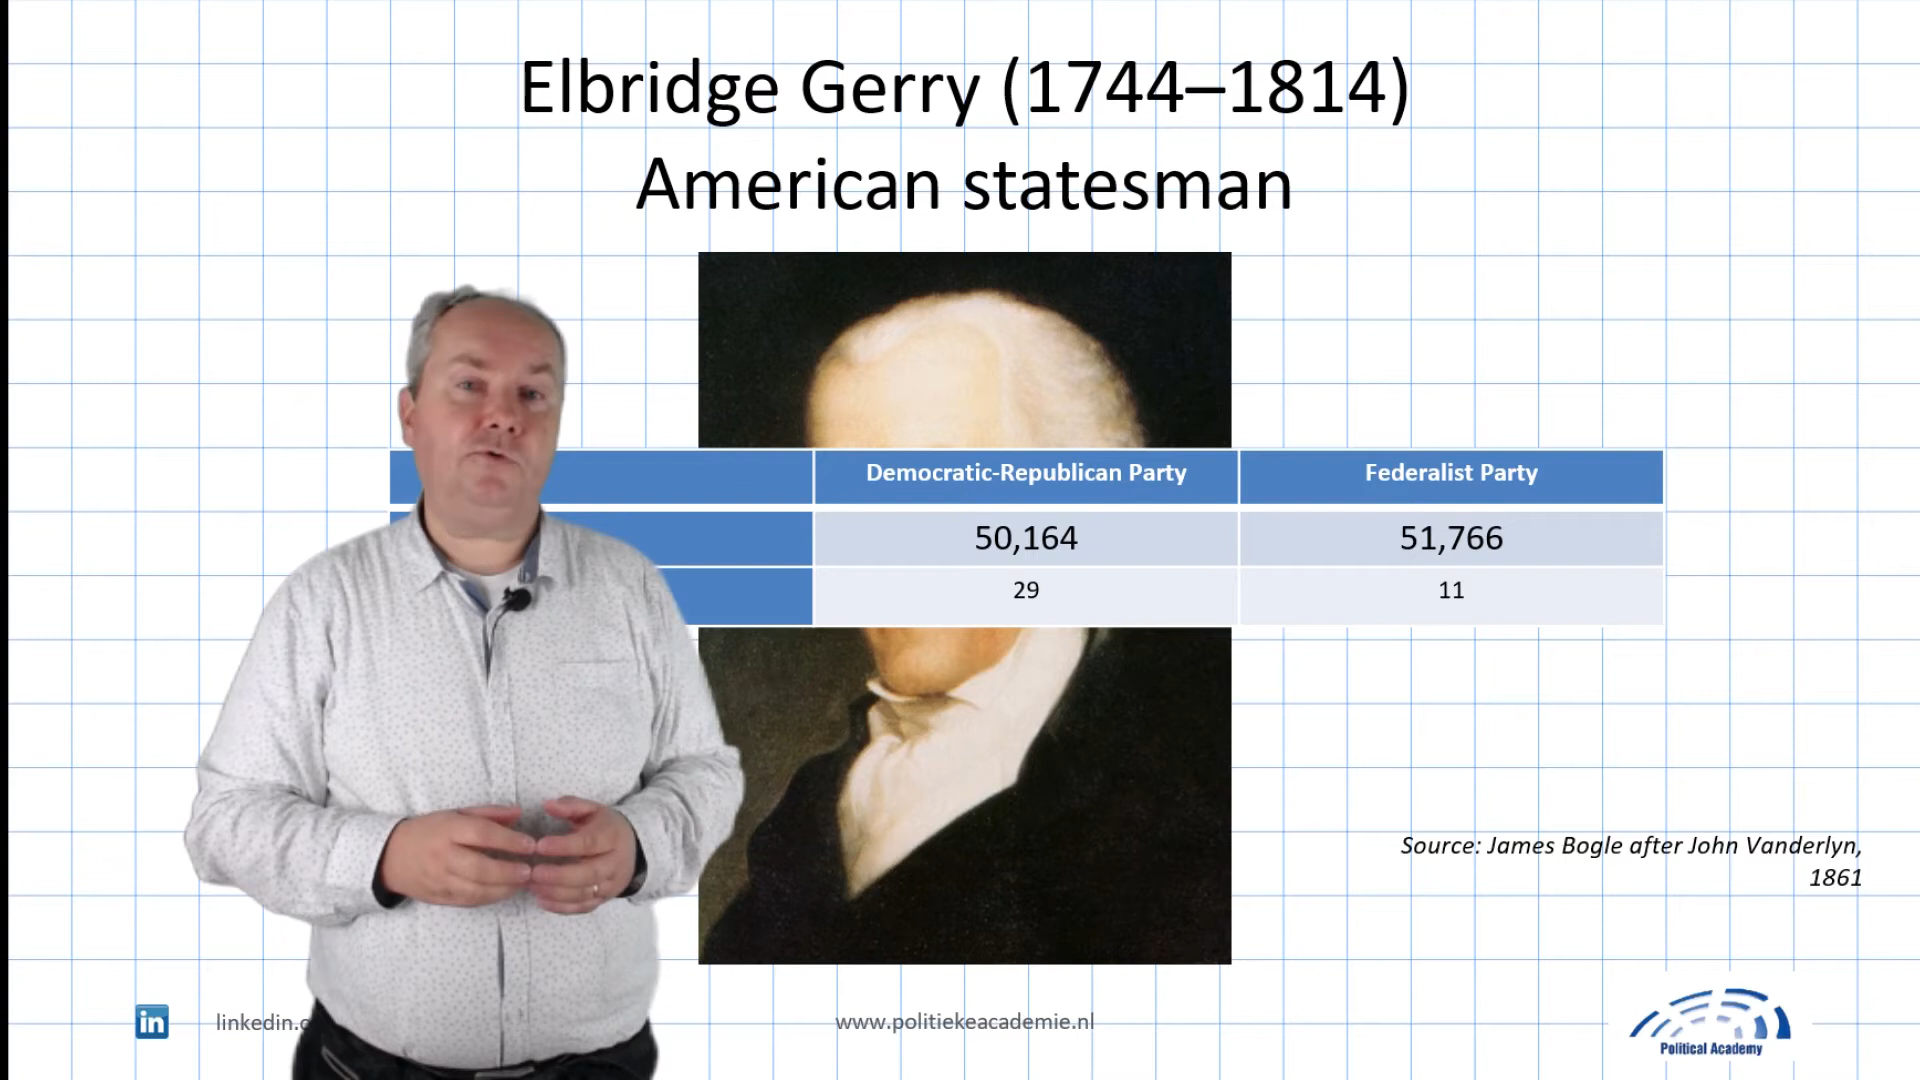 Elbridge Gerry (1744–1814)
American statesman
Democratic-Republican Party
Federalist Party
50,164
51,766
29
11
Source: James Bogle after John Vanderlyn,
1861
in
www.politiekeacademie.nl
Political Academy